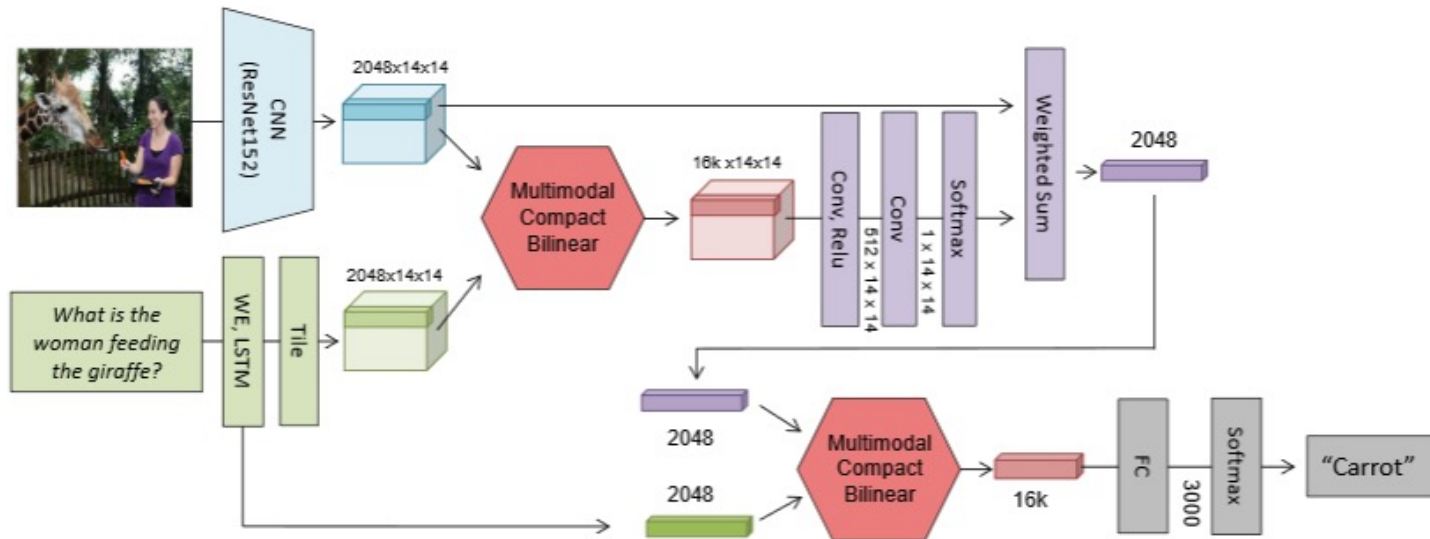 CNN
(ResNet152)
2048x14x14
Multimodal
Compact
Bilinear
16k x14x14
Conv, Relu
512 x 14 x 14
Conv
1 x 14 x 14
Softmax
Weighted Sum
2048
What is the
woman feeding
the giraffe?
WE, LSTM
Tile
2048x14x14
2048
2048
Multimodal
Compact
Bilinear
16k
FC
3000
Softmax
“Carrot”